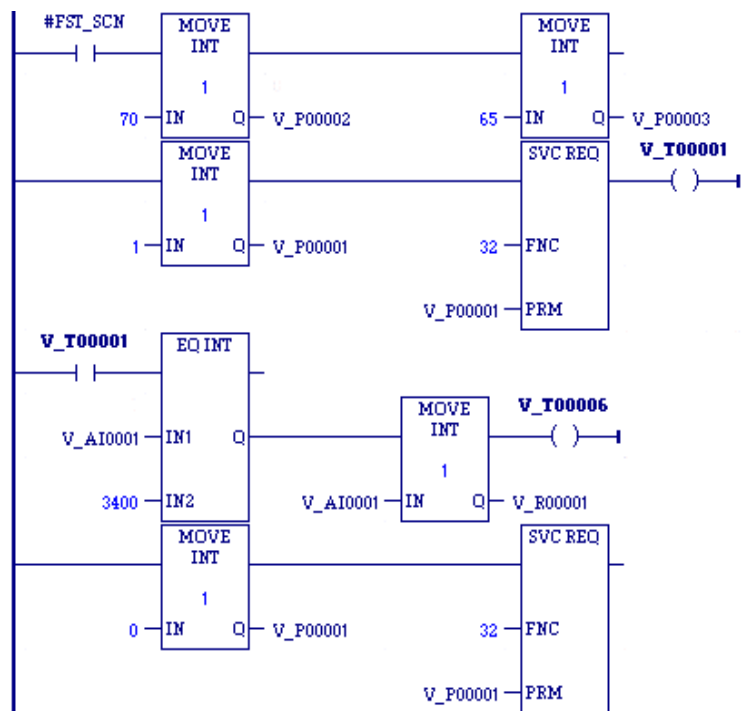 #FST_SCN
MOVE INT 1
MOVE INT 1
70 IN Q V_P00002
65 IN Q V_P00003
MOVE INT 1
SVC REQ
V_T00001
( )
1 IN Q V_P00001
32 FNC
V_P00001 PRM
V_T00001
EQ INT
V_AI0001 IN1 Q
3400 IN2
MOVE INT 1
V_T00006
( )
V_AI0001 IN Q V_R00001
MOVE INT 1
SVC REQ
0 IN Q V_P00001
32 FNC
V_P00001 PRM